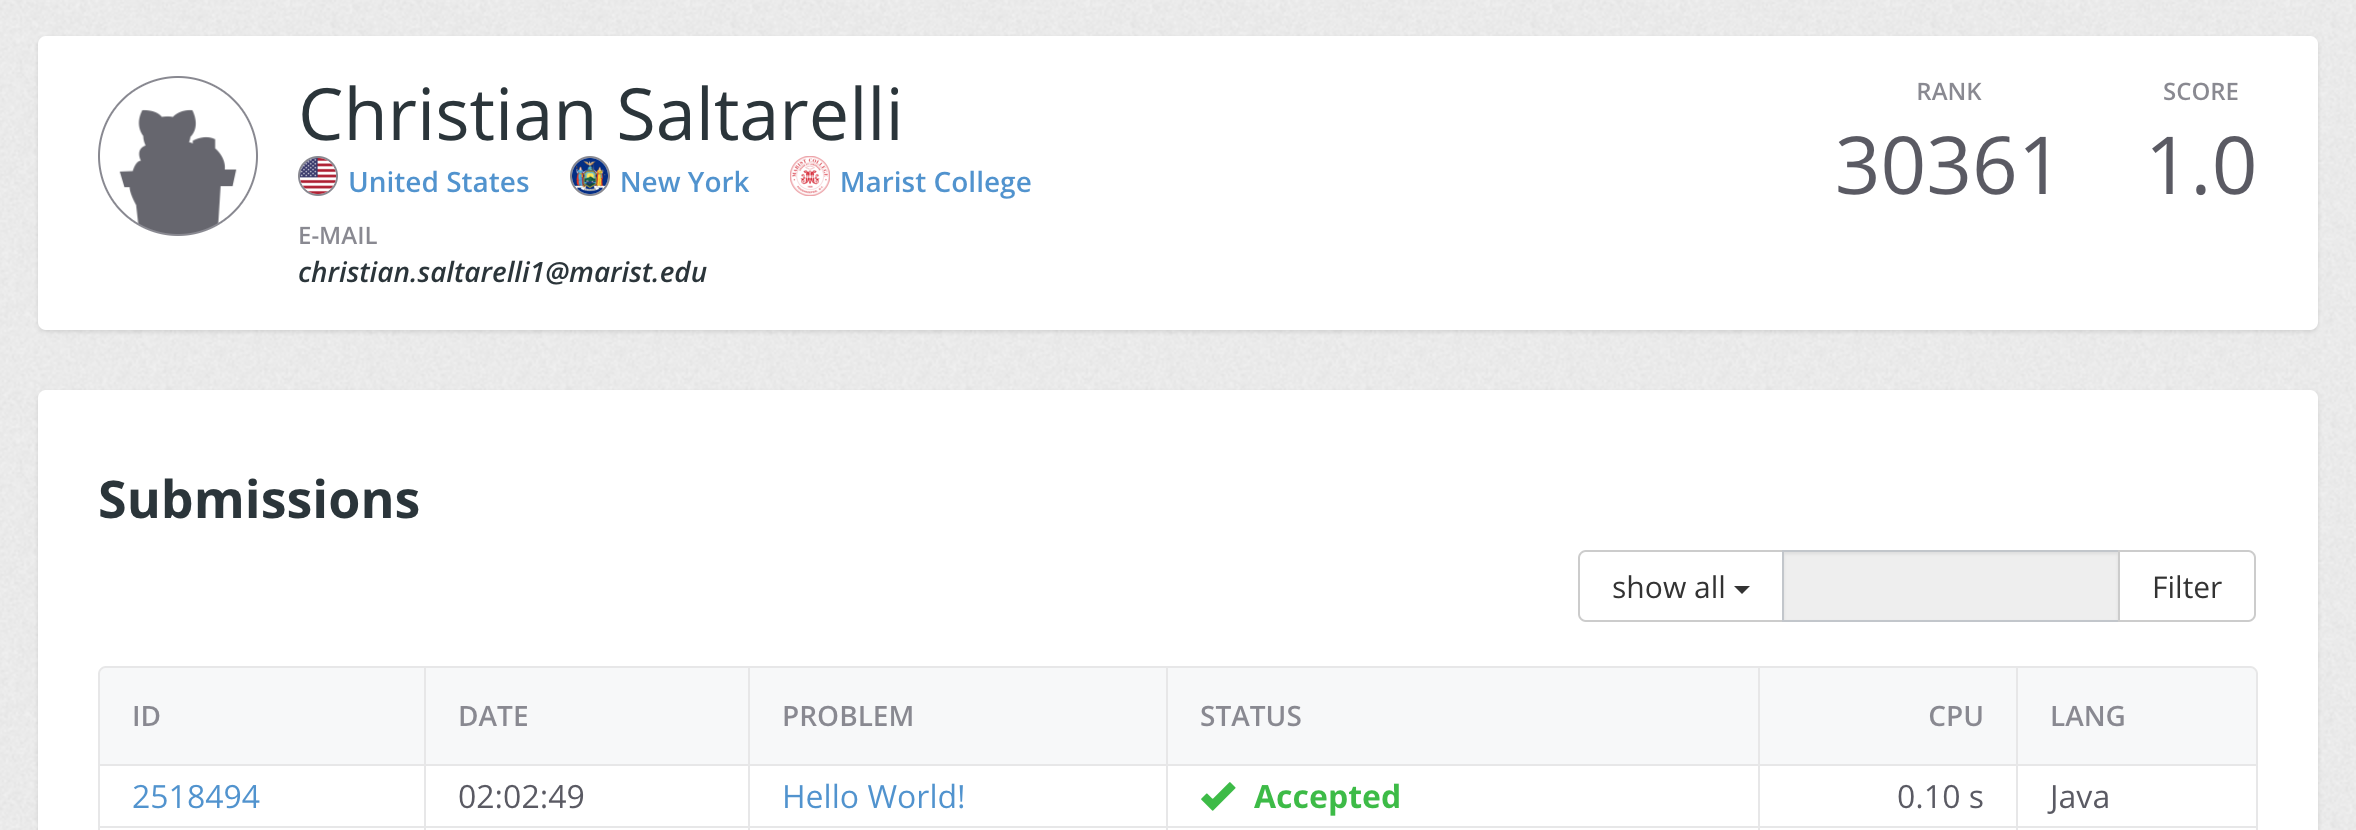 Christian Saltarelli
United States New York Marist College
E-MAIL
christian.saltarelli1@marist.edu
RANK SCORE
30361 1.0
Submissions
show all Filter
ID DATE PROBLEM STATUS CPU LANG
2518494 02:02:49 Hello World! Accepted 0.10 s Java